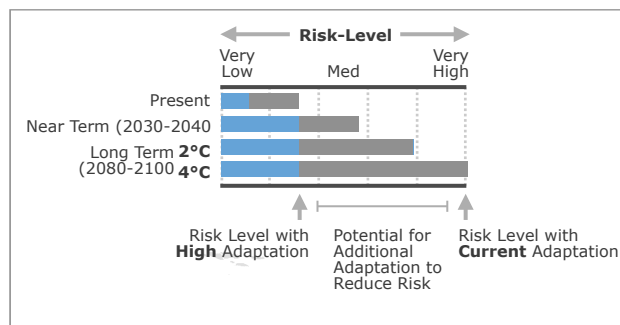 Risk-Level
Very Low
Med
Very High
Present
Near Term (2030-2040
Long Term 2°C
(2080-2100 4°C
Risk Level with
High Adaptation
Potential for
Additional
Adaptation to
Reduce Risk
Risk Level with
Current Adaptation